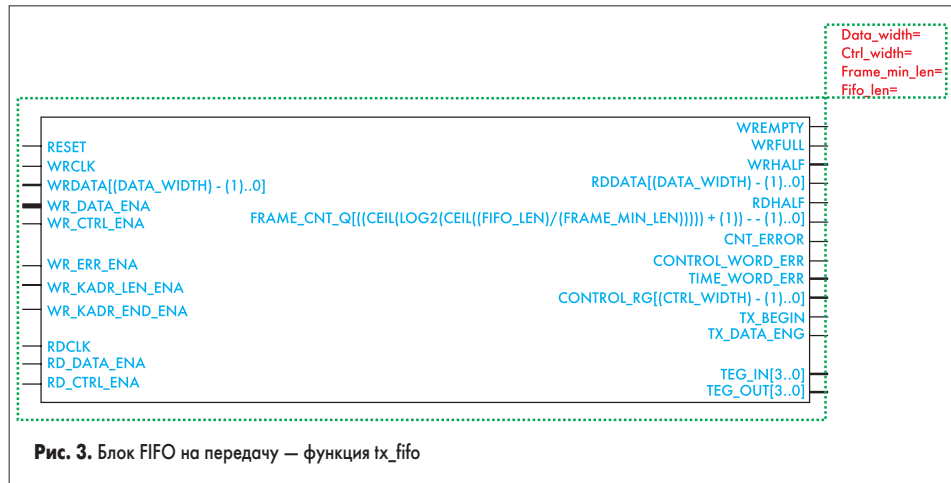 Data_width=
Ctrl_width=
Frame_min_len=
Fifo_len=
RESET
WRCLK
WRDATA[(DATA_WIDTH) - (1)..0]
WR_DATA_ENA
WR_CTRL_ENA
WR_ERR_ENA
WR_KADR_LEN_ENA
WR_KADR_END_ENA
RDCLK
RD_DATA_ENA
RD_CTRL_ENA
WREMPTY
WRFULL
WRHALF
RDDATA[(DATA_WIDTH) - (1)..0]
RDHALF
FRAME_CNT_Q[((CEIL(LOG2(CEIL((FIFO_LEN)/(FRAME_MIN_LEN))))) + (1)) - - (1)..0]
CNT_ERROR
CONTROL_WORD_ERR
TIME_WORD_ERR
CONTROL_RG[(CTRL_WIDTH) - (1)..0]
TX_BEGIN
TX_DATA_ENG
TEG_IN[3..0]
TEG_OUT[3..0]
Рис. 3. Блок FIFO на передачу — функция tx_fifo